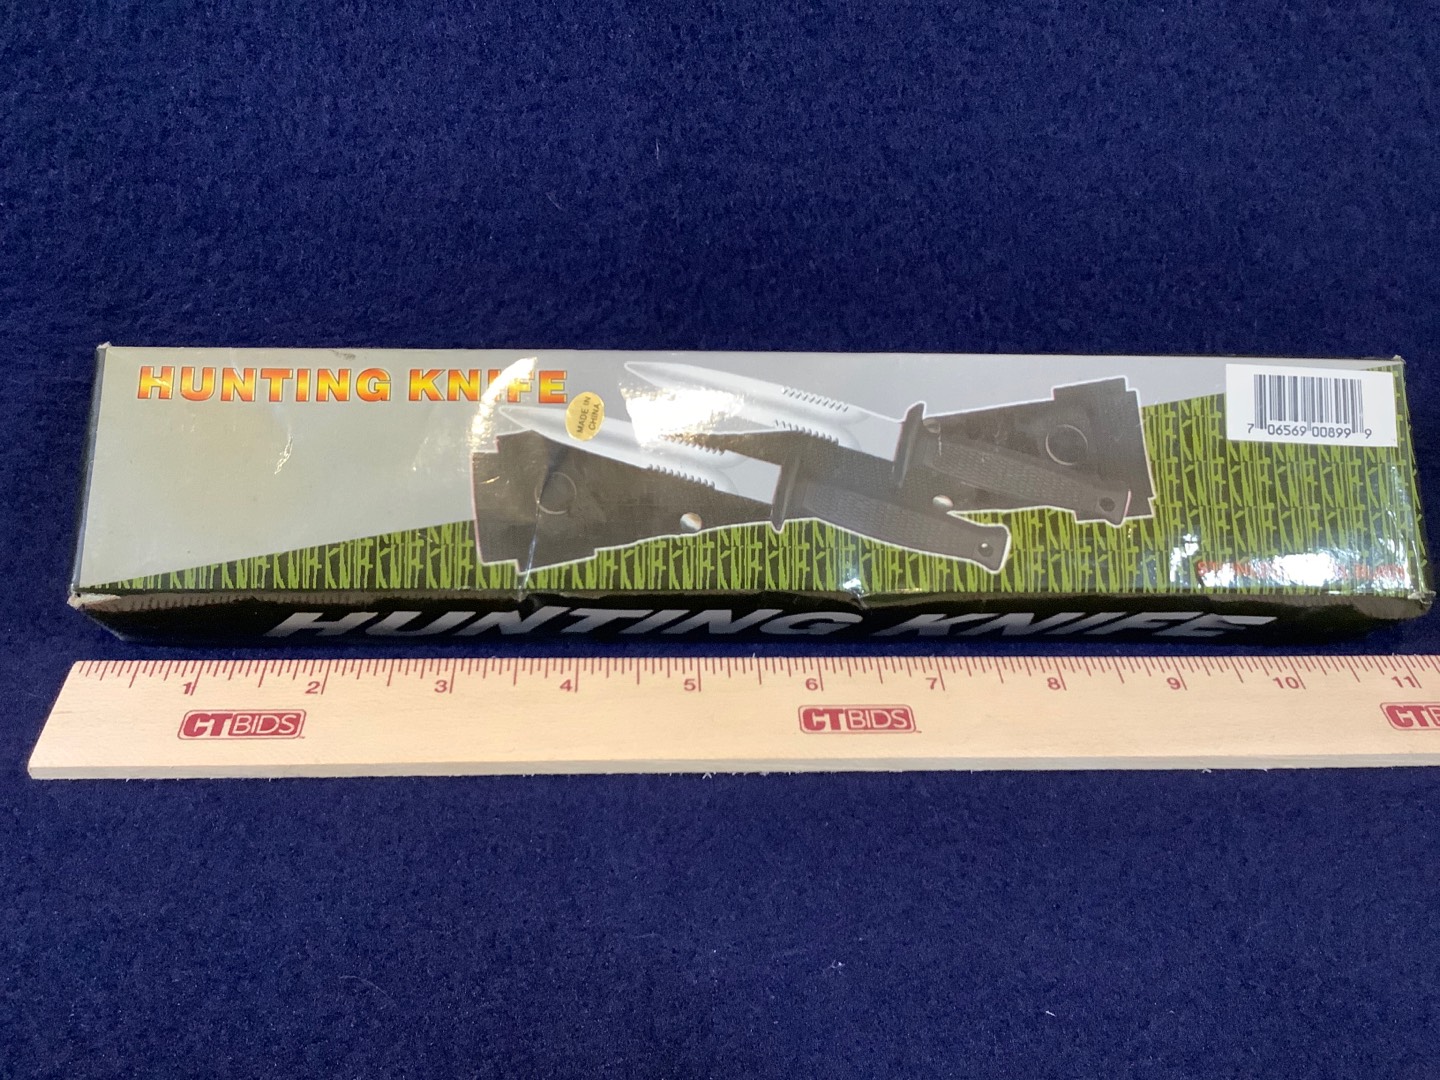 HUNTING KNIFE
MADE IN
CHINA
7 06569 00899 9
HUNTING KNIFE
1 2 3 4 5 6 7 8 9 10 11
CTBIDS CTBIDS